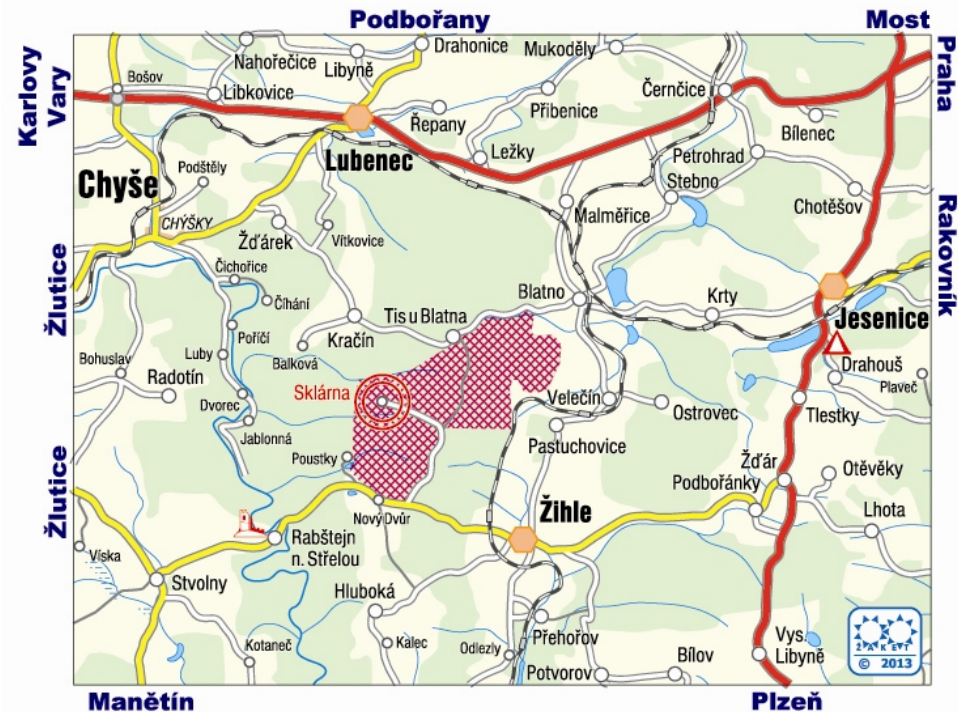 Podbořany
Most
Karlovy
Vary
Praha
Bošov
Nahořečice
Libyně
Drahonice
Mukoděly
Libkovice
Řepany
Přibenice
Černčice
Bílenec
Lubenec
Ležky
Petrohrad
Stebno
Chyše
Podštěly
CHÝŠKY
Žďárek
Vítkovice
Malměřice
Chotěšov
Rakovník
Žlutice
Čichořice
Číhání
Blatno
Krty
Jesenice
Poříčí
Kračín
Tis u Blatna
Bohuslav
Luby
Balková
Radotín
Sklárna
Drahouš
Plaveč
Dvorec
Velečín
Ostrovec
Tlestky
Jablonná
Pastuchovice
Žlutice
Poustky
Žďár
Podbořánky
Otěvěky
Nový Dvůr
Žihle
Lhota
Víska
Rabštejn
n. Střelou
Stvolny
Hluboká
Kotaneč
Kalec
Odlezly
Přehořov
Potvorov
Bílov
Vys.
Libyně
2 A K E T
© 2013
Manětín
Plzeň